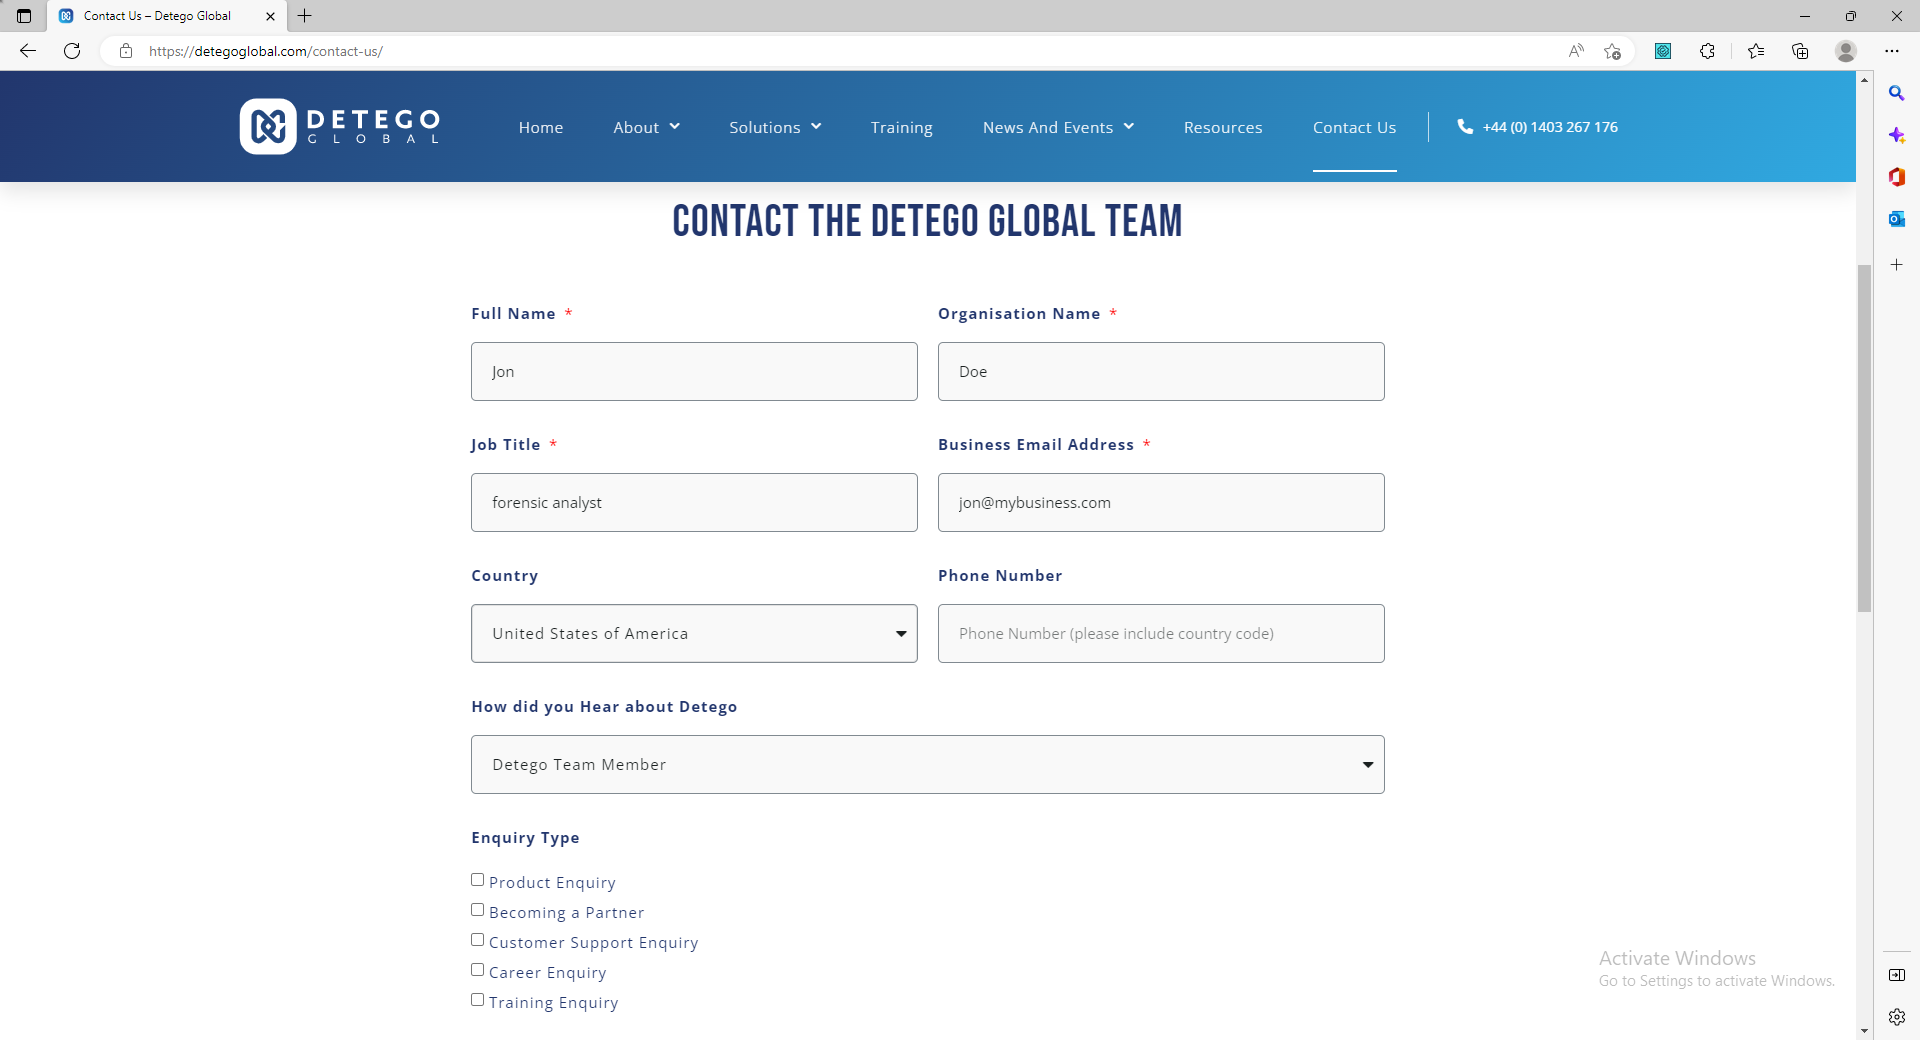 Contact Us – Detego Global
https://detegoglobal.com/contact-us/
DETEGO
GLOBAL
Home
About
Solutions
Training
News And Events
Resources
Contact Us
+44 (0) 1403 267 176
CONTACT THE DETEGO GLOBAL TEAM
Full Name *
Organisation Name *
Jon
Doe
Job Title *
Business Email Address *
forensic analyst
jon@mybusiness.com
Country
Phone Number
United States of America
Phone Number (please include country code)
How did you Hear about Detego
Detego Team Member
Enquiry Type
Product Enquiry
Becoming a Partner
Customer Support Enquiry
Career Enquiry
Training Enquiry
Activate Windows
Go to Settings to activate Windows.